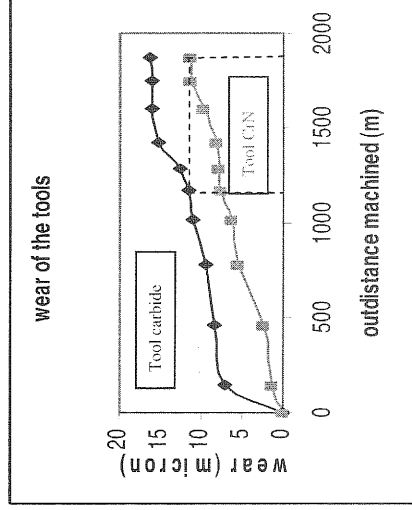 wear of the tools
wear (micron)
20
15
10
5
0
Tool carbide
Tool CrN
0
500
1000
1500
2000
outdistance machined (m)